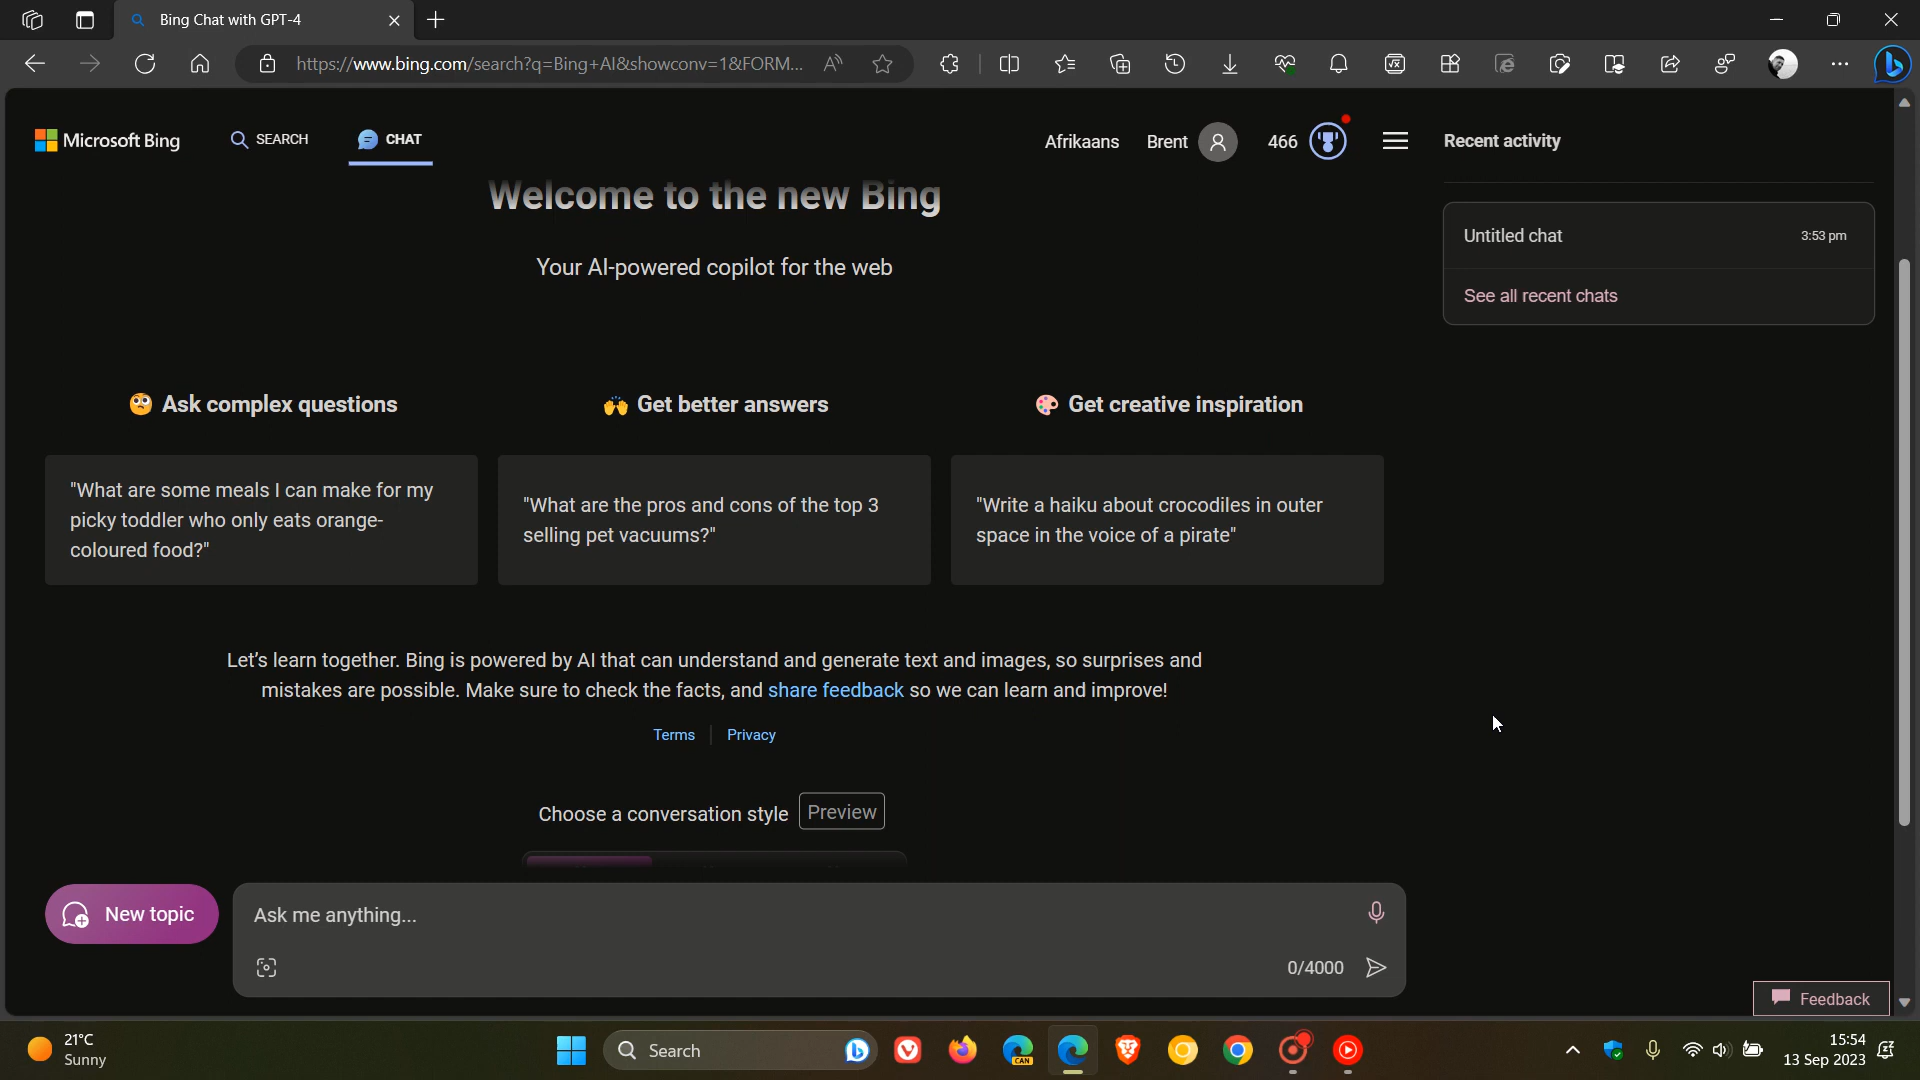 Bing Chat with GPT-4
https://www.bing.com/search?q=Bing+AI&showconv=1&FORM...
Microsoft Bing
SEARCH
CHAT
Afrikaans
Brent
466
Recent activity
Welcome to the new Bing
Your AI-powered copilot for the web
Untitled chat
3:53 pm
See all recent chats
Ask complex questions
Get better answers
Get creative inspiration
"What are some meals I can make for my
picky toddler who only eats orange-
coloured food?"
"What are the pros and cons of the top 3
selling pet vacuums?"
"Write a haiku about crocodiles in outer
space in the voice of a pirate"
Let's learn together. Bing is powered by AI that can understand and generate text and images, so surprises and
mistakes are possible. Make sure to check the facts, and share feedback so we can learn and improve!
Terms
Privacy
Choose a conversation style
Preview
New topic
Ask me anything...
0/4000
Feedback
21°C
Sunny
Search
CAN
15:54
13 Sep 2023